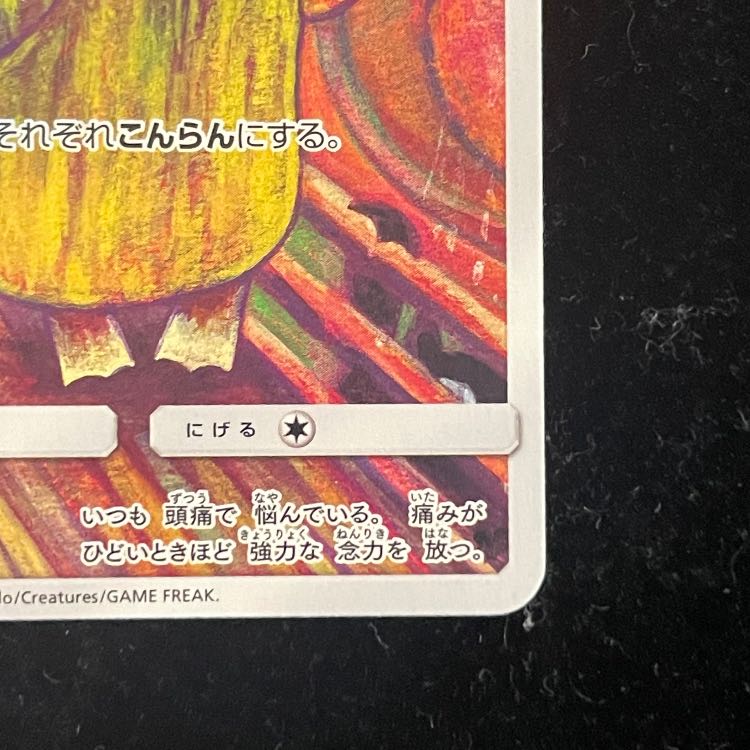 それぞれこんらんにする。
にげる
いつも 頭痛で 悩んでいる。 痛みが
ひどいときほど 強力な 念力を 放つ。
do/Creatures/GAME FREAK.